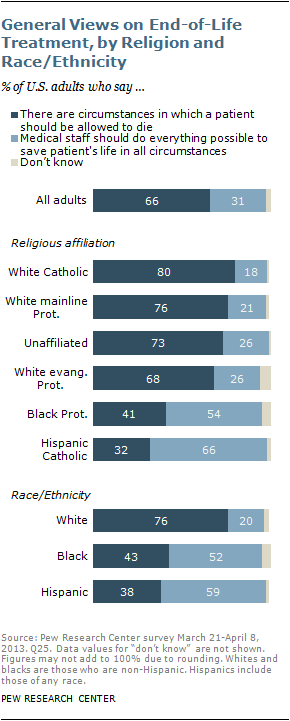 General Views on End-of-Life
Treatment, by Religion and
Race/Ethnicity
% of U.S. adults who say ...
There are circumstances in which a patient
should be allowed to die
Medical staff should do everything possible to
save patient's life in all circumstances
Don't know
All adults 66 31
Religious affiliation
White Catholic 80 18
White mainline
Prot. 76 21
Unaffiliated 73 26
White evang.
Prot. 68 26
Black Prot. 41 54
Hispanic
Catholic 32 66
Race/Ethnicity
White 76 20
Black 43 52
Hispanic 38 59
Source: Pew Research Center survey March 21-April 8,
2013. Q25. Data values for "don't know" are not shown.
Figures may not add to 100% due to rounding. Whites and
blacks are those who are non-Hispanic. Hispanics include
those of any race.
PEW RESEARCH CENTER